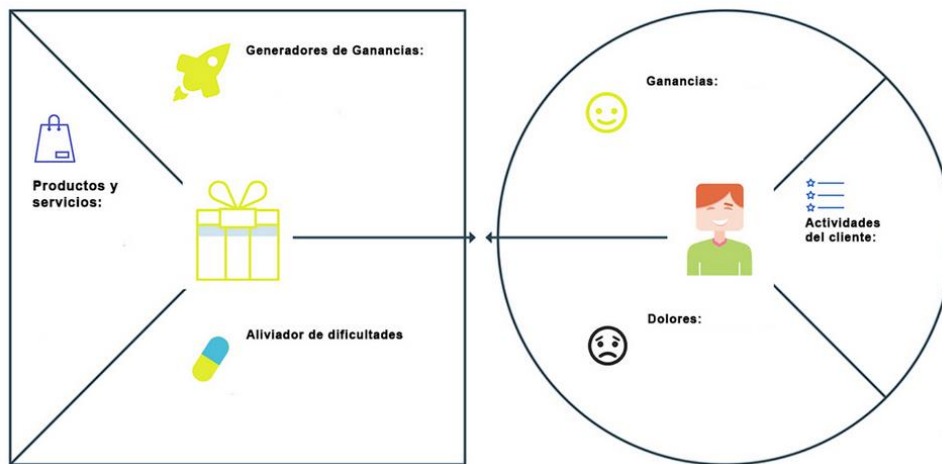 Generadores de Ganancias:
Productos y
servicios:
Aliviador de dificultades
Ganancias:
Actividades
del cliente:
Dolores: